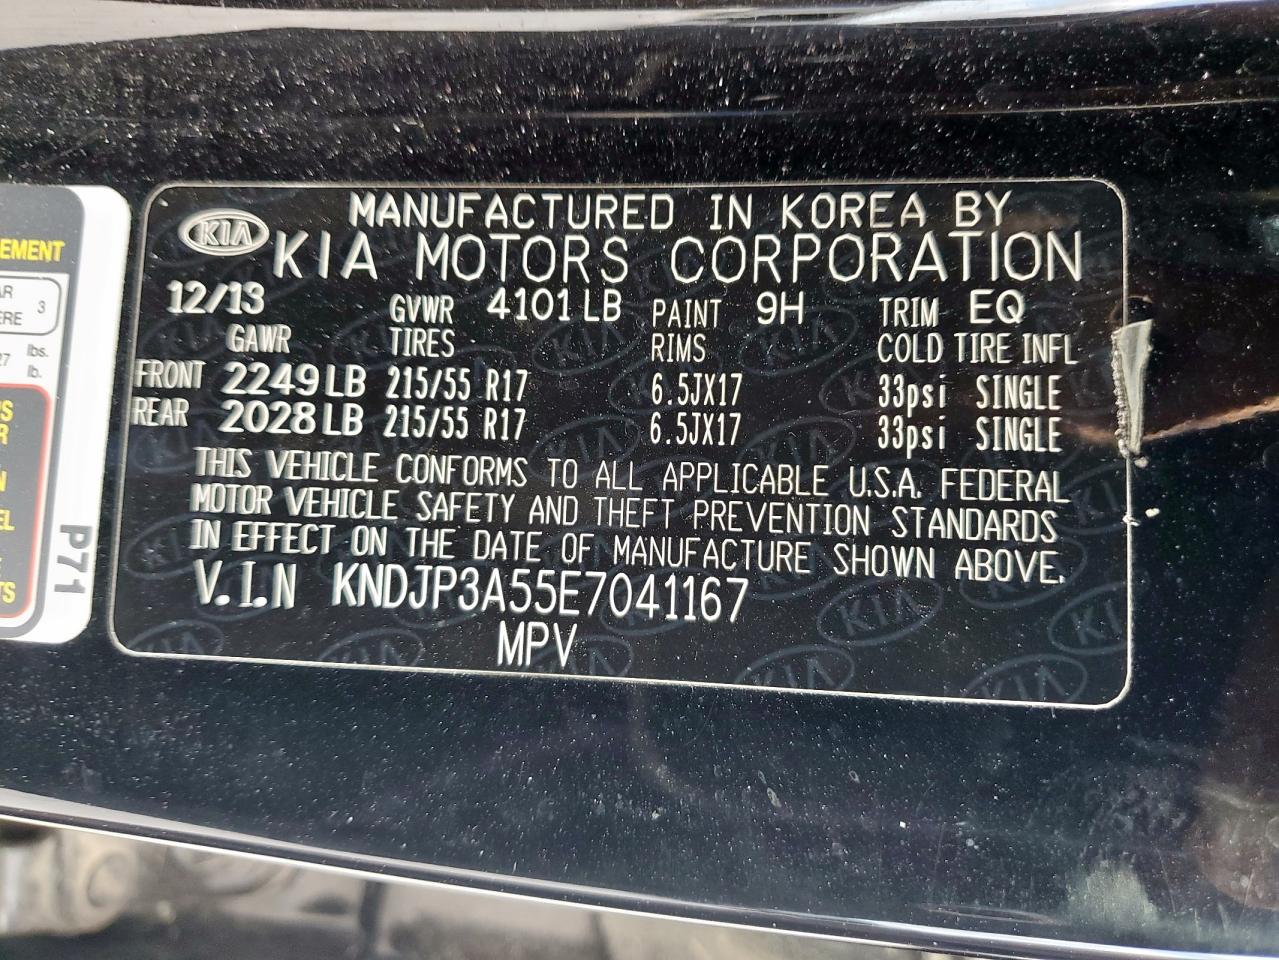 MANUFACTURED IN KOREA BY
KIA KIA MOTORS CORPORATION
12/13 GVWR 4101 LB PAINT 9H TRIM EQ
GAWR TIRES RIMS COLD TIRE INFL
FRONT 2249 LB 215/55 R17 6.5JX17 33psi SINGLE
REAR 2028 LB 215/55 R17 6.5JX17 33psi SINGLE
THIS VEHICLE CONFORMS TO ALL APPLICABLE U.S.A. FEDERAL
MOTOR VEHICLE SAFETY AND THEFT PREVENTION STANDARDS
IN EFFECT ON THE DATE OF MANUFACTURE SHOWN ABOVE.
V.I.N KNDJP3A55E7041167
MPV
3
lbs.
lb.
P71